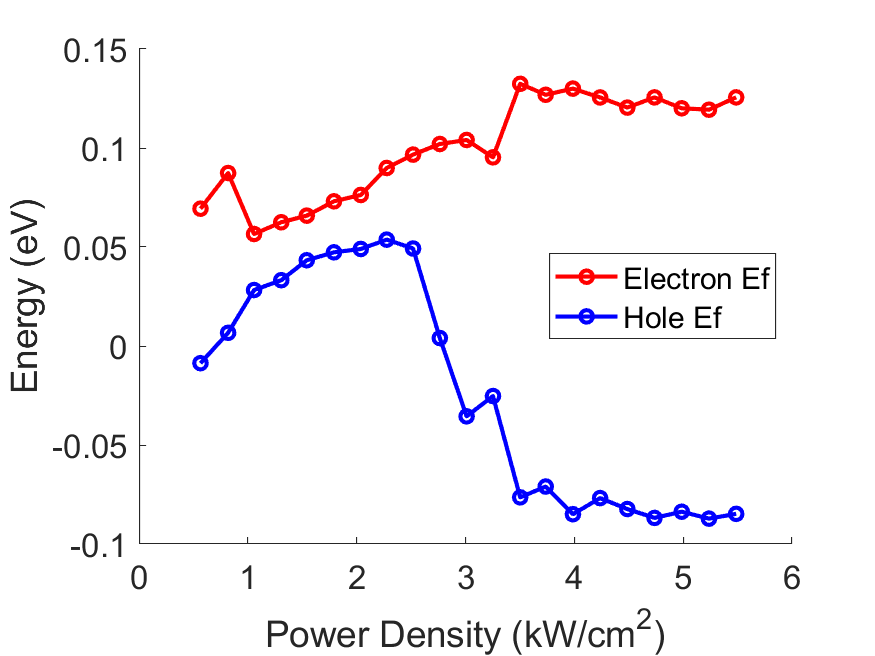 0.15
0.1
0.05
0
-0.05
-0.1
Energy (eV)
Electron Ef
Hole Ef
0 1 2 3 4 5 6
Power Density (kW/cm²)